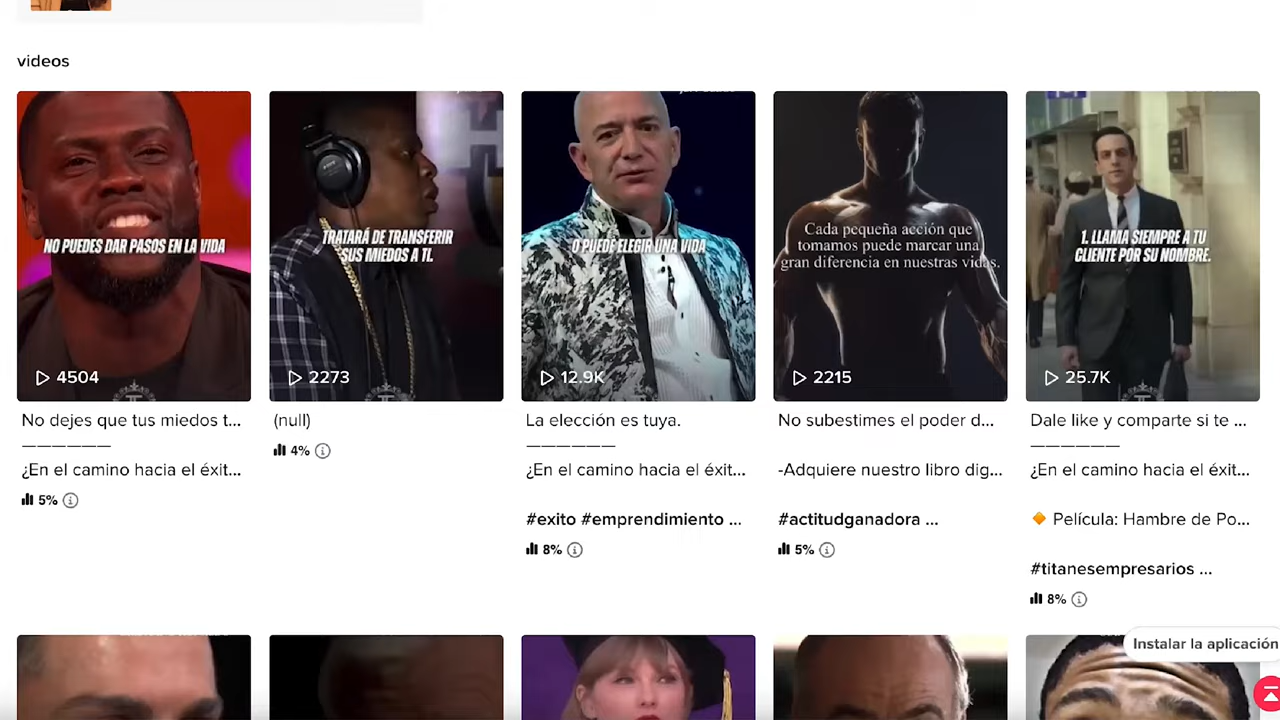 videos
NO PUEDES DAR PASOS EN LA VIDA
4504
No dejes que tus miedos t...
——————
¿En el camino hacia el éxit...
5%
TRATARÁ DE TRANSFERIR
SUS MIEDOS A TI.
2273
(null)
4%
O PUEDE ELEGIR UNA VIDA
12.9K
La elección es tuya.
——————
¿En el camino hacia el éxit...
#exito #emprendimiento ...
8%
Cada pequeña acción que
tomamos puede marcar una
gran diferencia en nuestras vidas.
2215
No subestimes el poder d...
-Adquiere nuestro libro dig...
#actitudganadora ...
5%
1. LLAMA SIEMPRE A TU
CLIENTE POR SU NOMBRE.
25.7K
Dale like y comparte si te ...
——————
¿En el camino hacia el éxit...
🔸 Película: Hambre de Po...
#titanesempresarios ...
8%
Instalar la aplicación